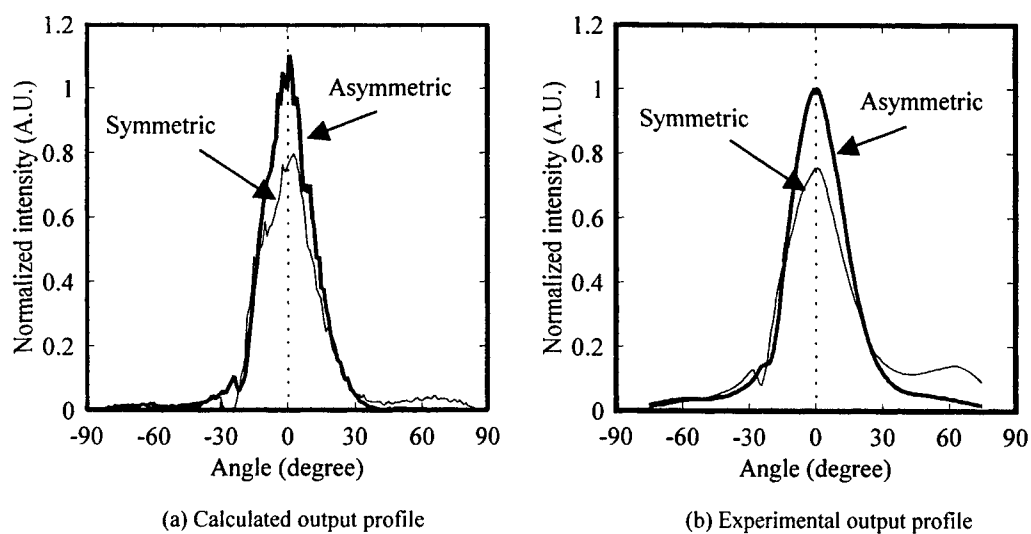 1.2
1
0.8
0.6
0.4
0.2
0
Normalized intensity (A.U.)
Symmetric
Asymmetric
-90 -60 -30 0 30 60 90
Angle (degree)
(a) Calculated output profile
1.2
1
0.8
0.6
0.4
0.2
0
Normalized intensity (A.U.)
Symmetric
Asymmetric
-90 -60 -30 0 30 60 90
Angle (degree)
(b) Experimental output profile